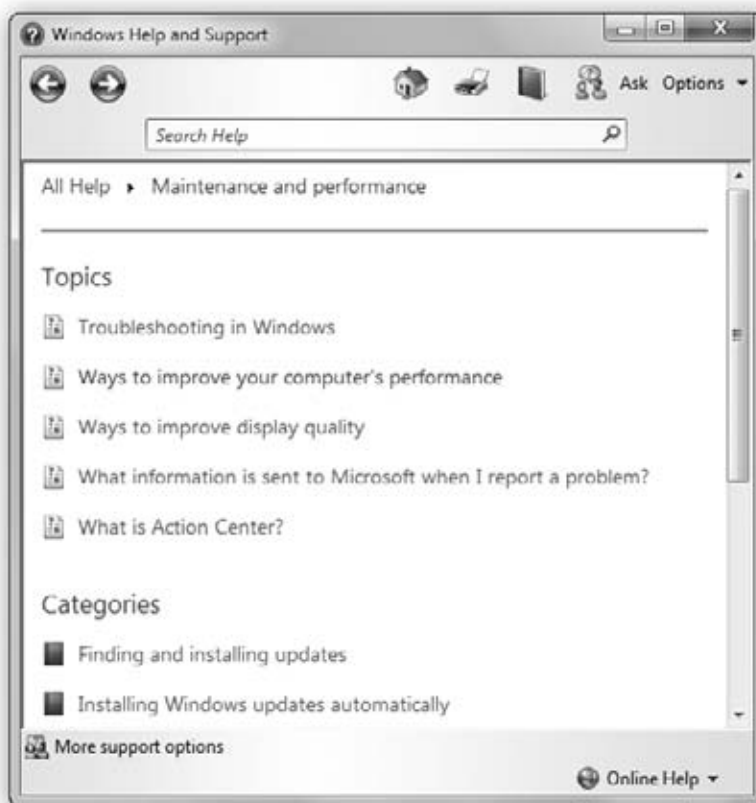 Windows Help and Support
Ask Options
Search Help
All Help Maintenance and performance
Topics
Troubleshooting in Windows
Ways to improve your computer's performance
Ways to improve display quality
What information is sent to Microsoft when I report a problem?
What is Action Center?
Categories
Finding and installing updates
Installing Windows updates automatically
More support options
Online Help